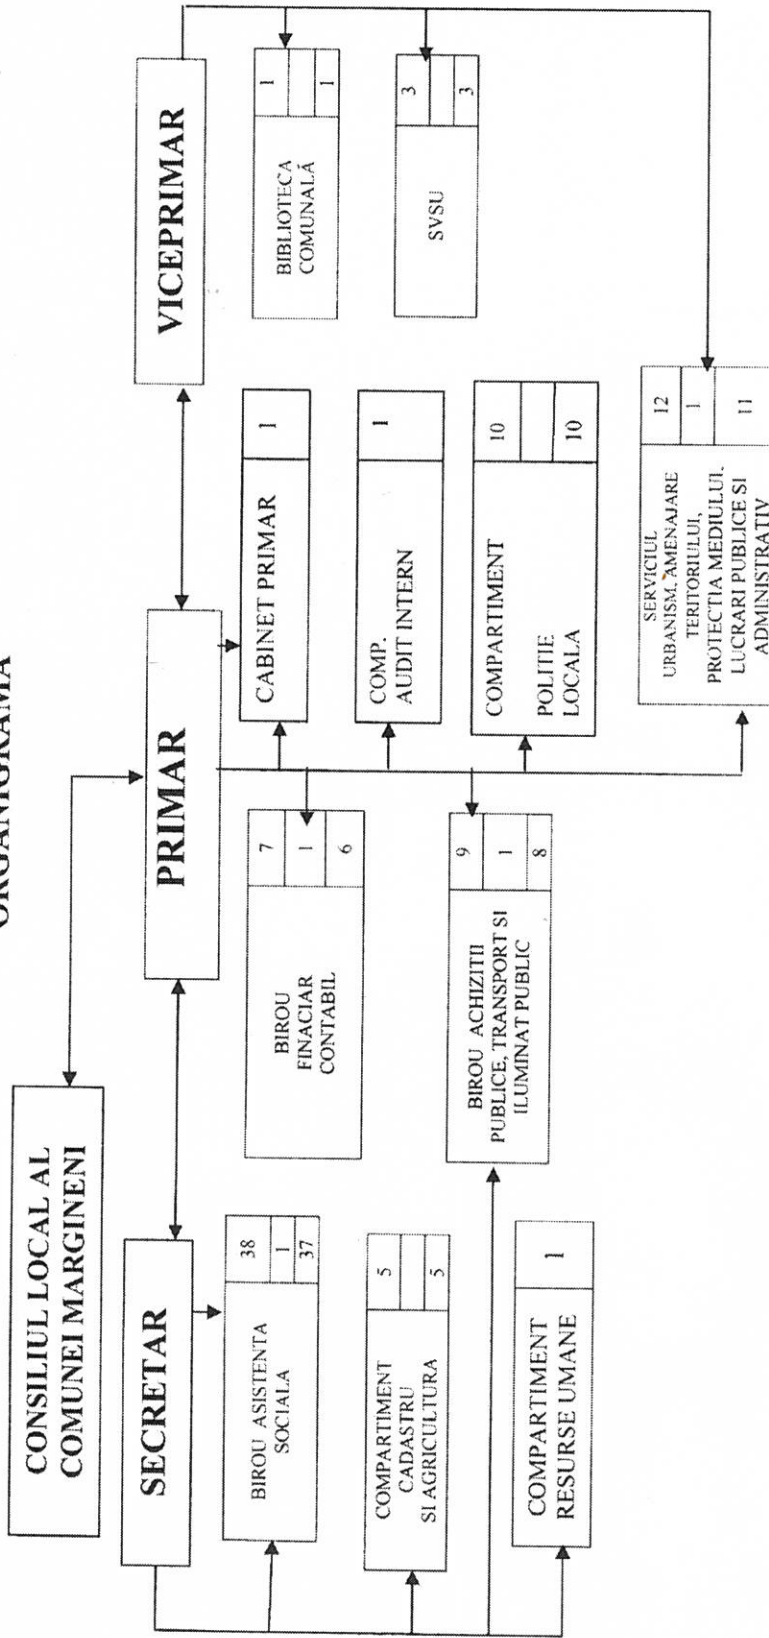 ORGANIGRAMA
CONSILIUL LOCAL AL
COMUNEI MARGINENI
SECRETAR
PRIMAR
VICEPRIMAR
BIROU ASISTENTA
SOCIALA
38
1
37
COMPARTIMENT
CADASTRU
SI AGRICULTURA
5
5
COMPARTIMENT
RESURSE UMANE
1
BIROU
FINACIAR
CONTABIL
7
1
6
BIROU ACHIZITII
PUBLICE, TRANSPORT SI
ILUMINAT PUBLIC
9
1
8
CABINET PRIMAR
1
COMP.
AUDIT INTERN
1
COMPARTIMENT
POLITIE
LOCALA
10
10
SERVICIUL
URBANISM, AMENAJARE
TERITORIULUI,
PROTECTIA MEDIULUI,
LUCRARI PUBLICE SI
ADMINISTRATIV
12
1
11
BIBLIOTECA
COMUNALĂ
1
1
SVSU
3
3